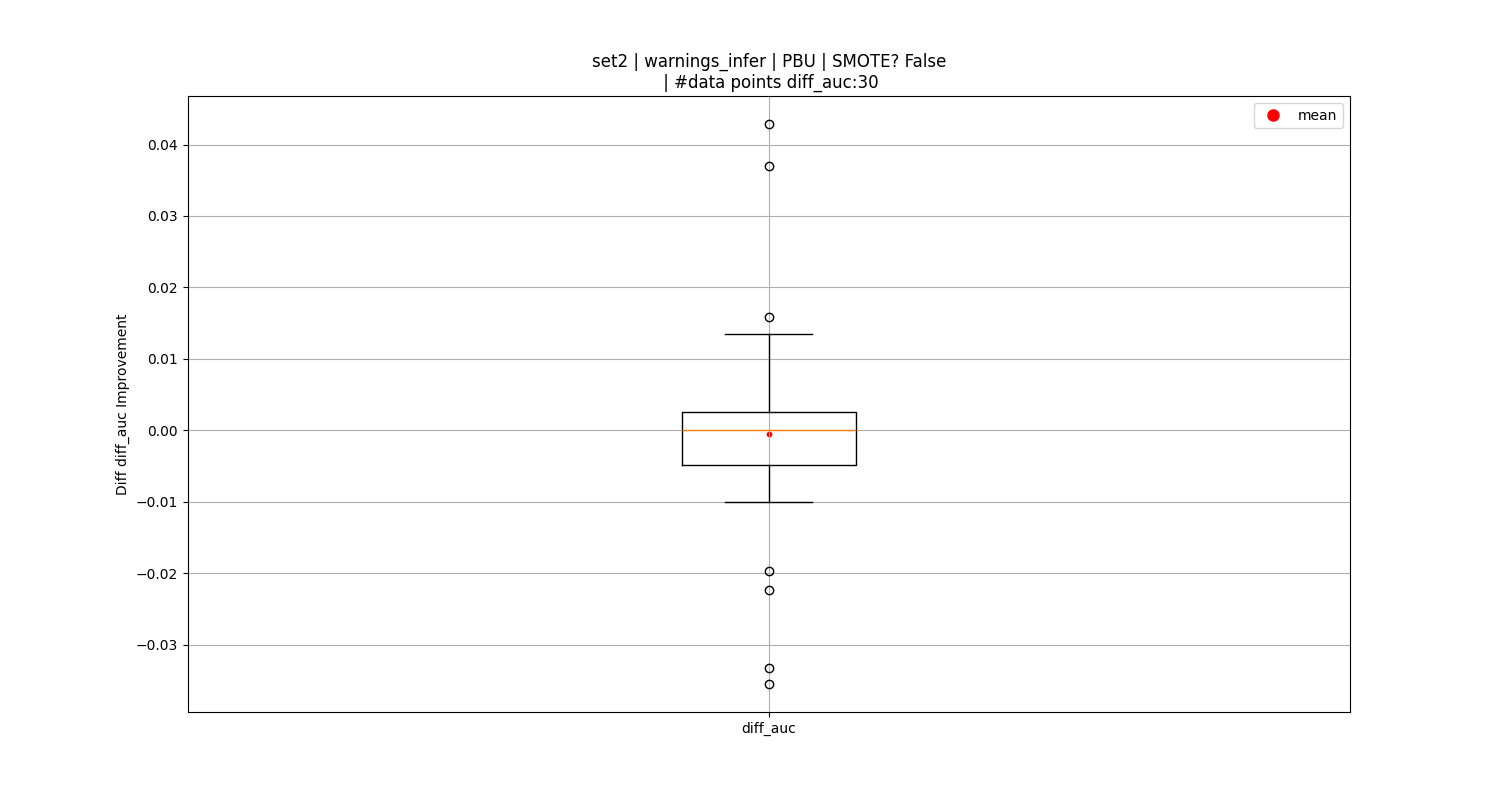 set2 | warnings_infer | PBU | SMOTE? False
| #data points diff_auc:30
mean
0.04
0.03
0.02
0.01
0.00
−0.01
−0.02
−0.03
Diff diff_auc Improvement
diff_auc